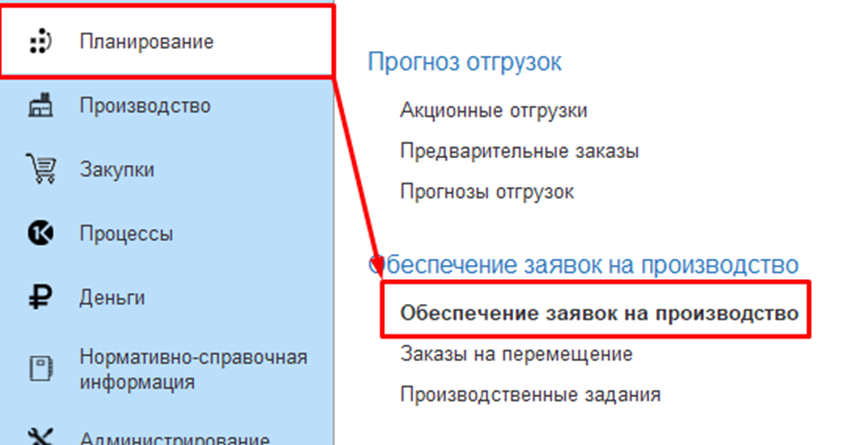 Планирование
Производство
Закупки
Процессы
Деньги
Нормативно-справочная
информация
Администрирование
Прогноз отгрузок
Акционные отгрузки
Предварительные заказы
Прогнозы отгрузок
Обеспечение заявок на производство
Обеспечение заявок на производство
Заказы на перемещение
Производственные задания